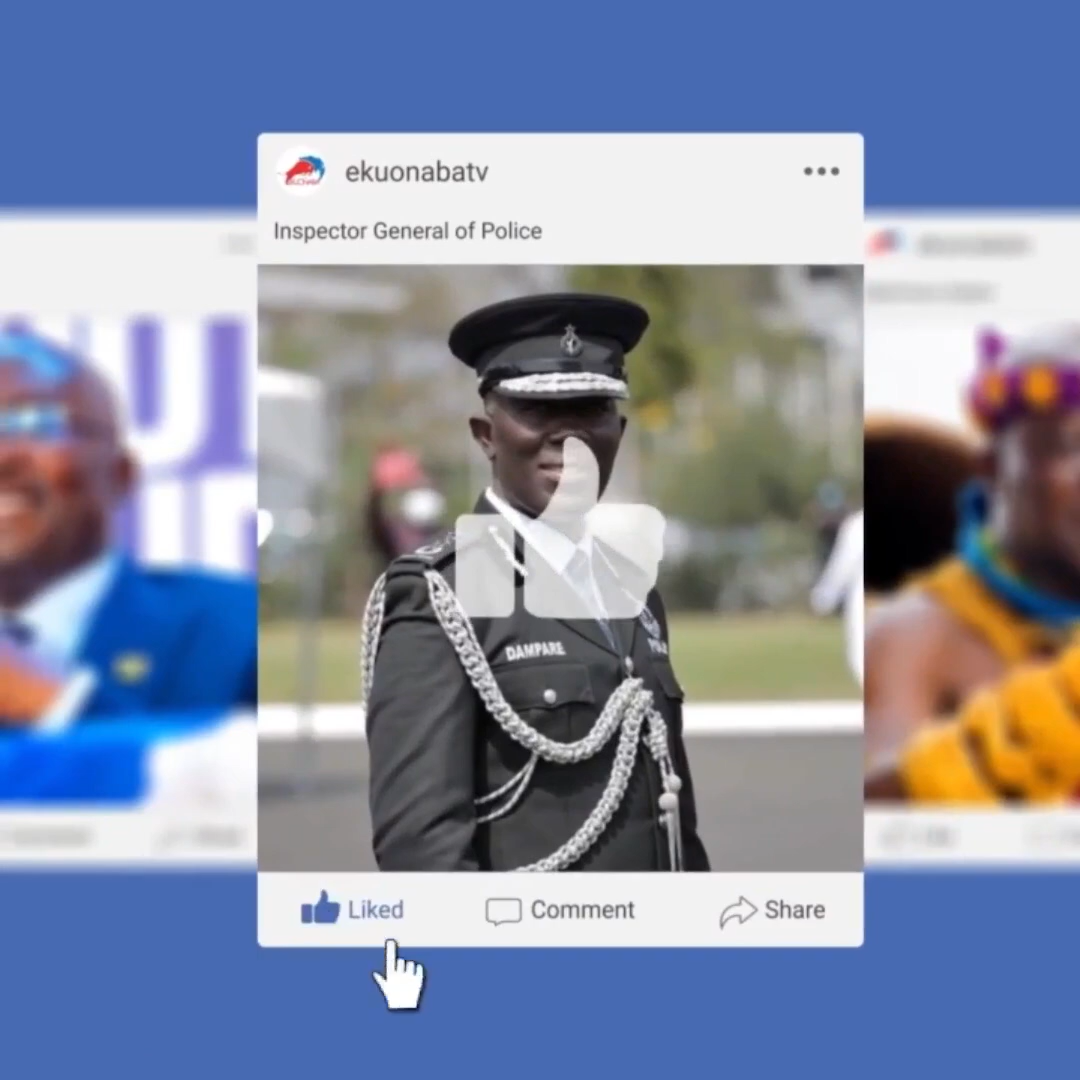 ekuonabatv
Inspector General of Police
DAMPARE
Liked
Comment
Share